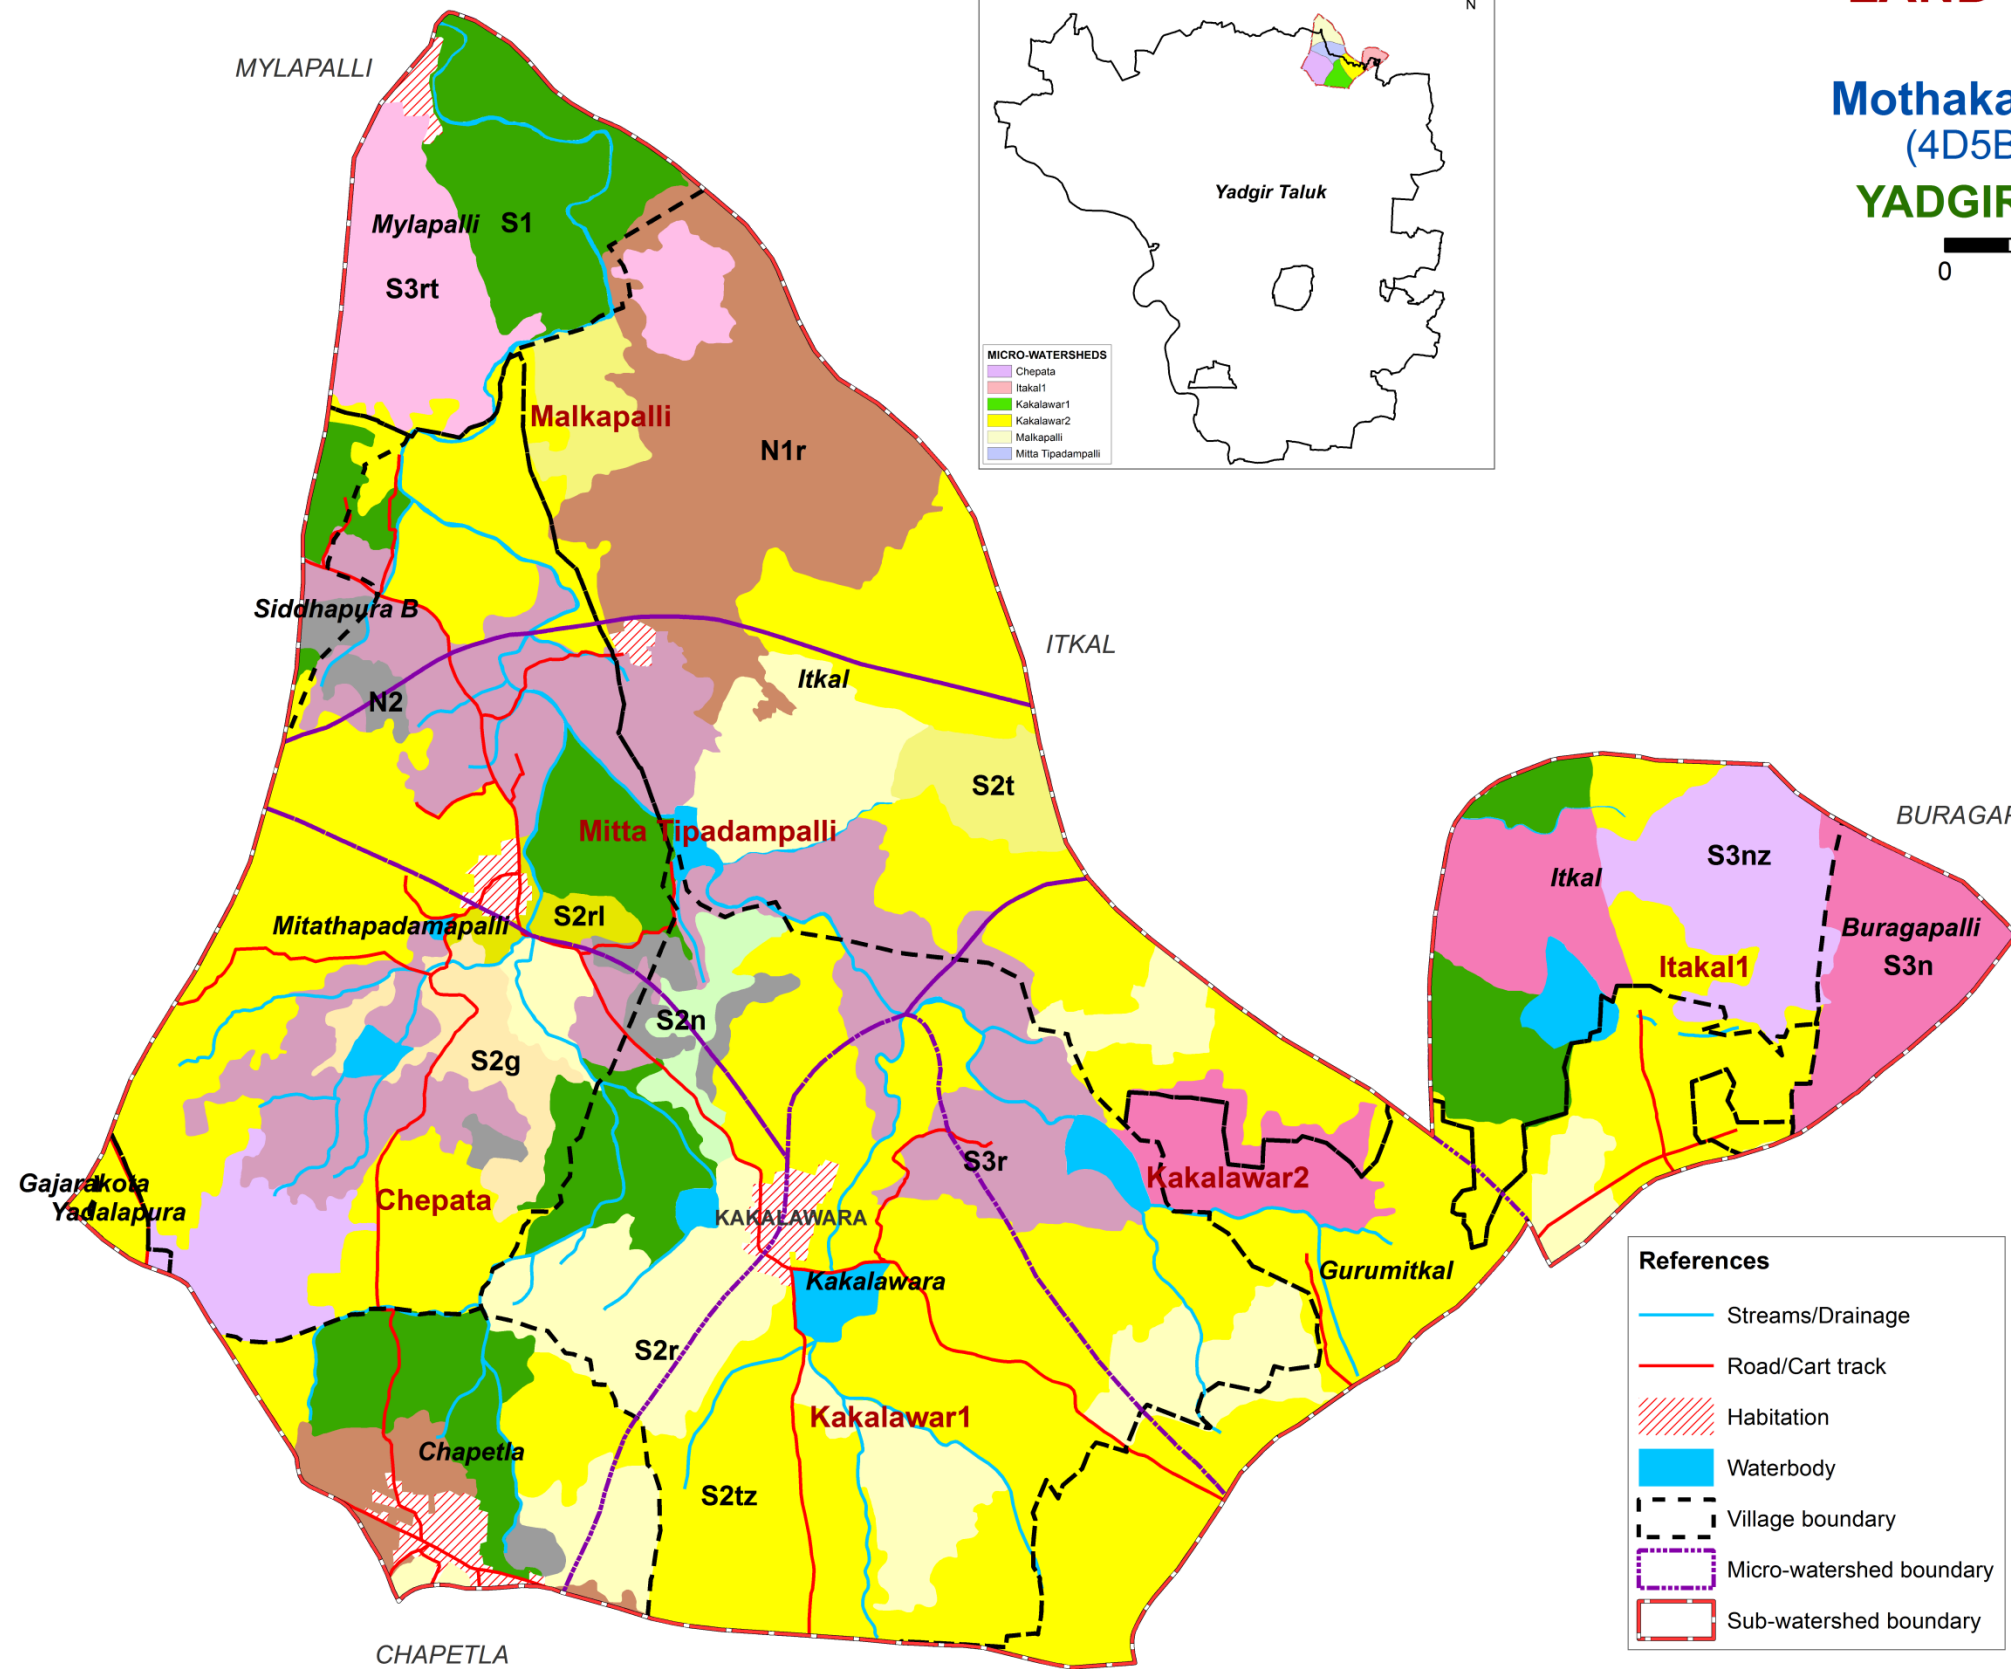 LAND
Mothaka
(4D5B
YADGIR
0
N
Yadgir Taluk
MICRO-WATERSHEDS
Chepata
Itakal1
Kakalawar1
Kakalawar2
Malkapalli
Mitta Tipadampalli
MYLAPALLI
Mylapalli S1
S3rt
Malkapalli
N1r
Siddhapura B
ITKAL
Itkal
N2
S2t
Mitta Tipadampalli
BURAGAP
S3nz
Itkal
S2rl
Mitathapadamapalli
Buragapalli
S3n
Itakal1
S2n
S2g
S3r
Kakalawar2
Gajarakota
Yadalapura
Chepata
KAKALAWARA
Kakalawara
Gurumitkal
S2r
Kakalawar1
Chapetla
S2tz
CHAPETLA
References
Streams/Drainage
Road/Cart track
Habitation
Waterbody
Village boundary
Micro-watershed boundary
Sub-watershed boundary